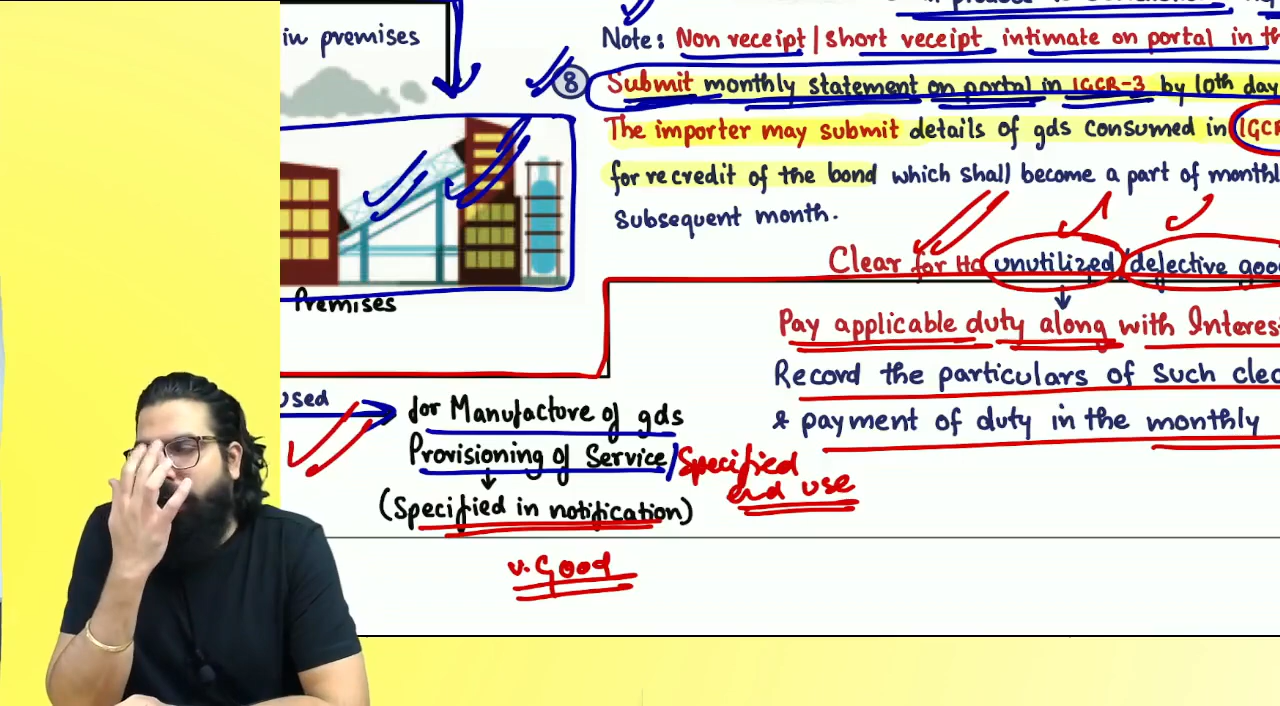 in premises
Note: Non receipt | short receipt intimate on portal in th
8 Submit monthly statement on portal in IGCR-3 by 10th day
The importer may submit details of gds consumed in IGCR
for recredit of the bond which shall become a part of monthl
subsequent month.
Clear for Hc unutilized / defective good
Premises
Pay applicable duty along with Interes
Record the particulars of such clea
& payment of duty in the monthly
used
for Manufacture of gds
Provisioning of Service / Specified end use
(Specified in notification)
v. Good